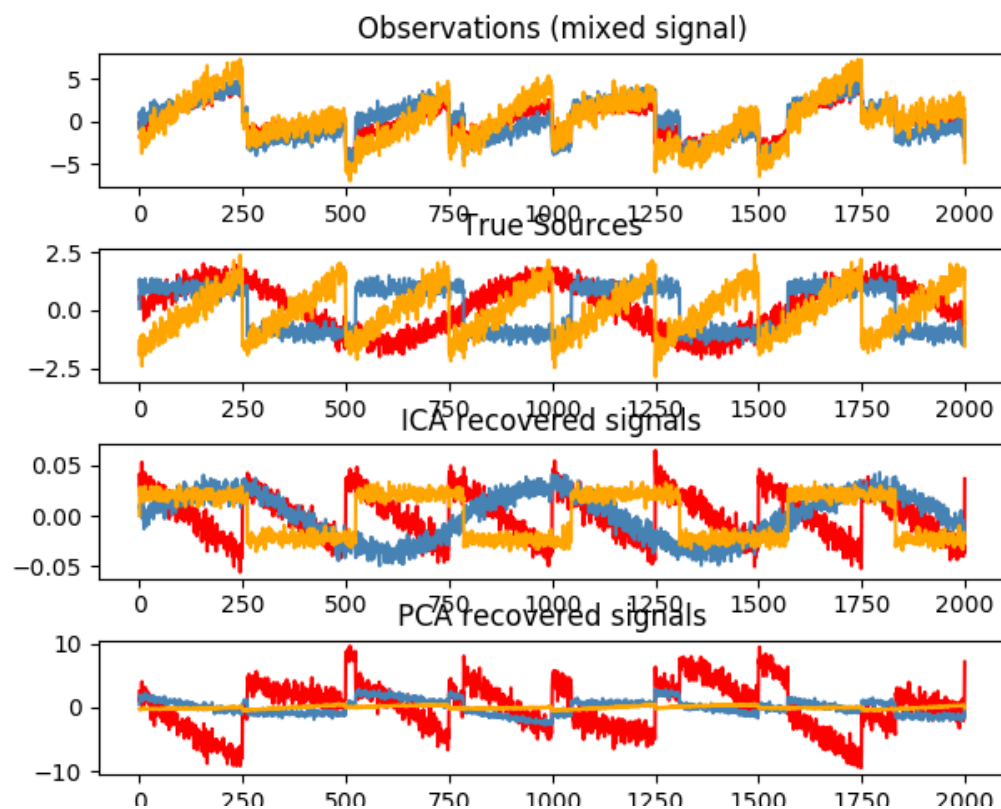 Observations (mixed signal)
5
0
−5
0 250 500 750 1000 1250 1500 1750 2000
True Sources
2.5
0.0
−2.5
0 250 500 750 1000 1250 1500 1750 2000
ICA recovered signals
0.05
0.00
−0.05
0 250 500 750 1000 1250 1500 1750 2000
PCA recovered signals
10
0
−10
0 250 500 750 1000 1250 1500 1750 2000